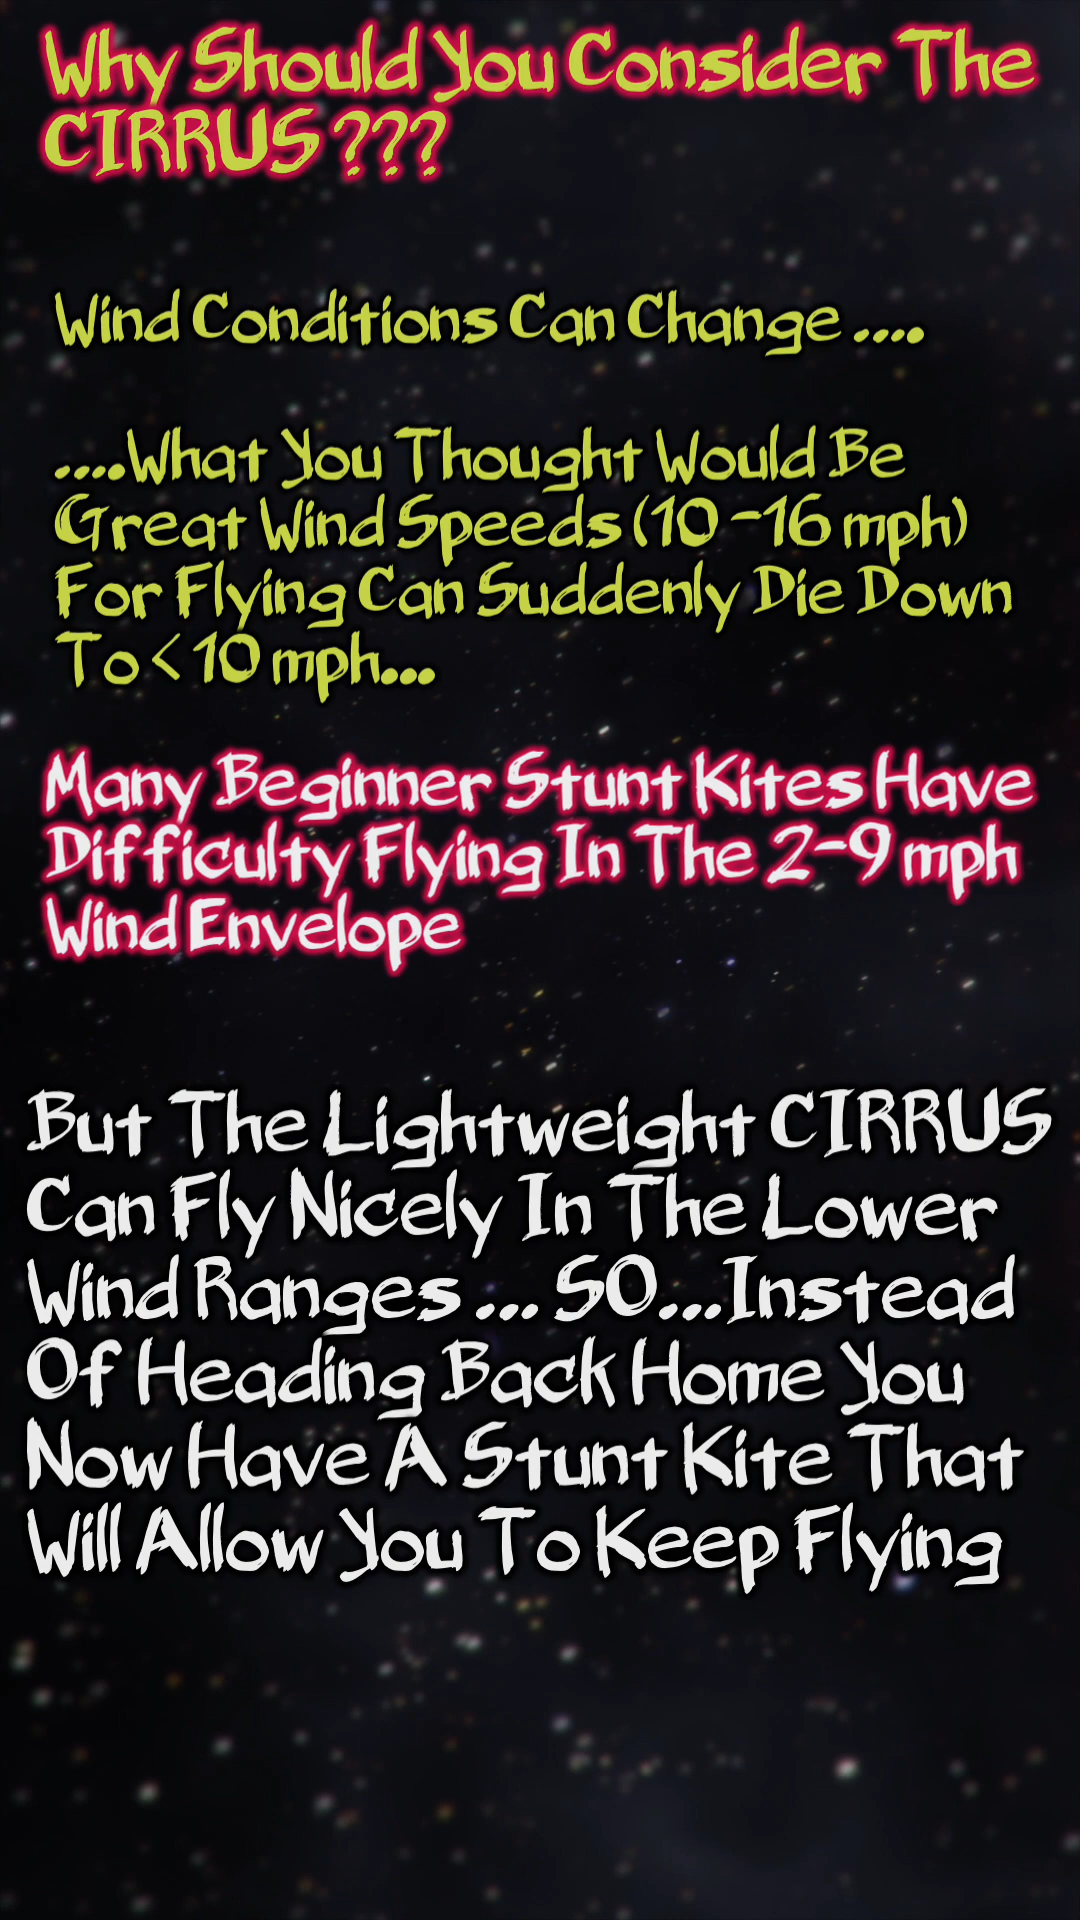 Why Should You Consider The
CIRRUS ???
Wind Conditions Can Change ....
....What You Thought Would Be
Great Wind Speeds (10 -16 mph)
For Flying Can Suddenly Die Down
To < 10 mph...
Many Beginner Stunt Kites Have
Difficulty Flying In The 2-9 mph
Wind Envelope
But The Lightweight CIRRUS
Can Fly Nicely In The Lower
Wind Ranges ... SO...Instead
Of Heading Back Home You
Now Have A Stunt Kite That
Will Allow You To Keep Flying